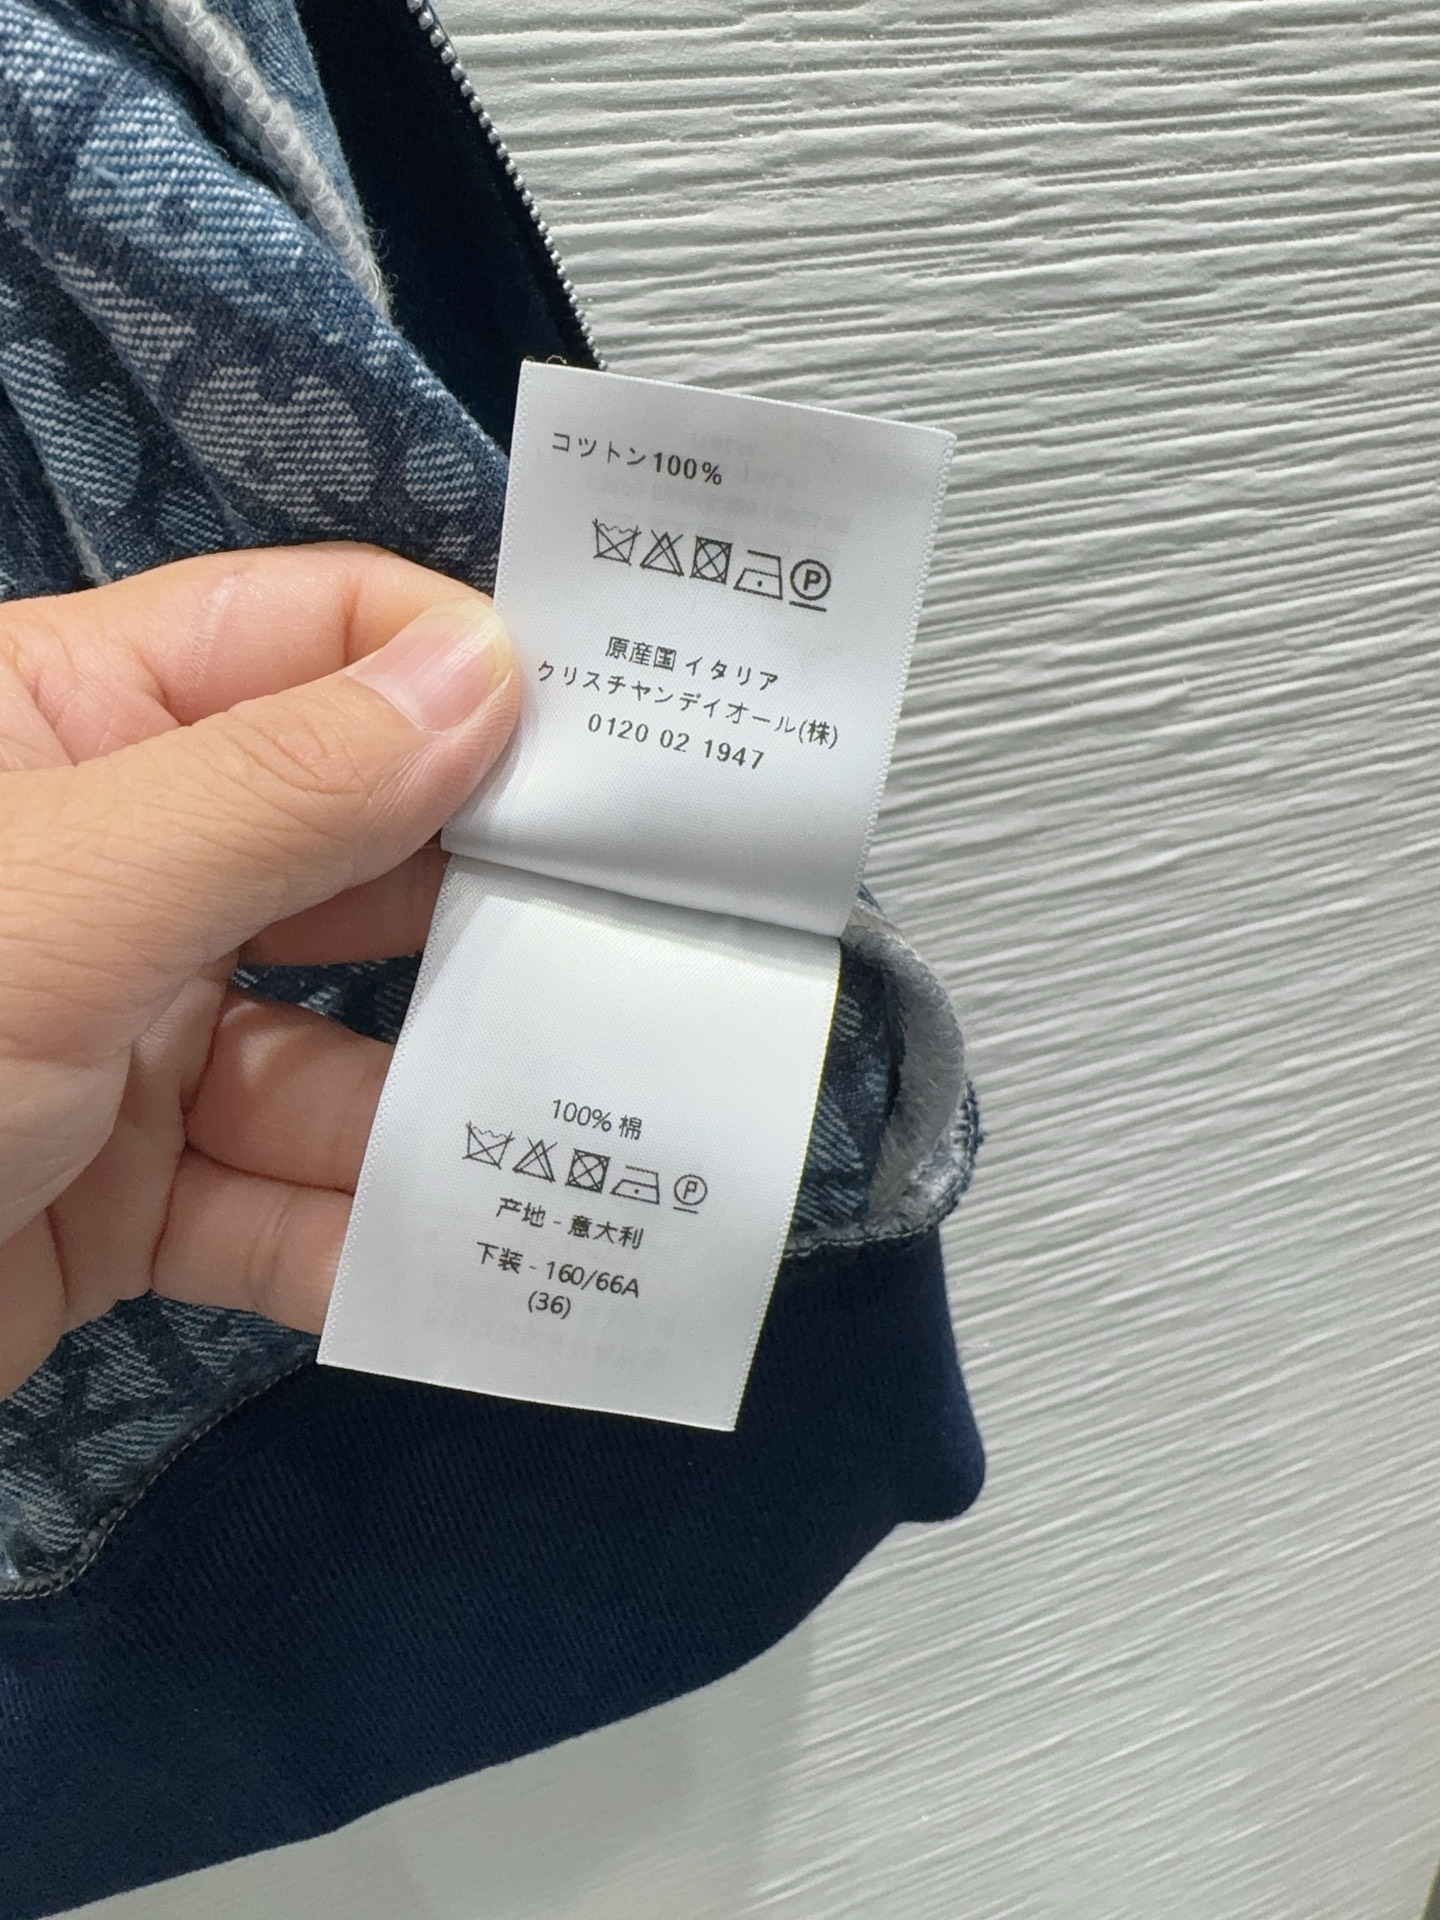 コットン100%
P
原産国 イタリア
クリスチャンディオール(株)
0120 02 1947
100% 棉
P
产地 - 意大利
下装 - 160/66A
(36)